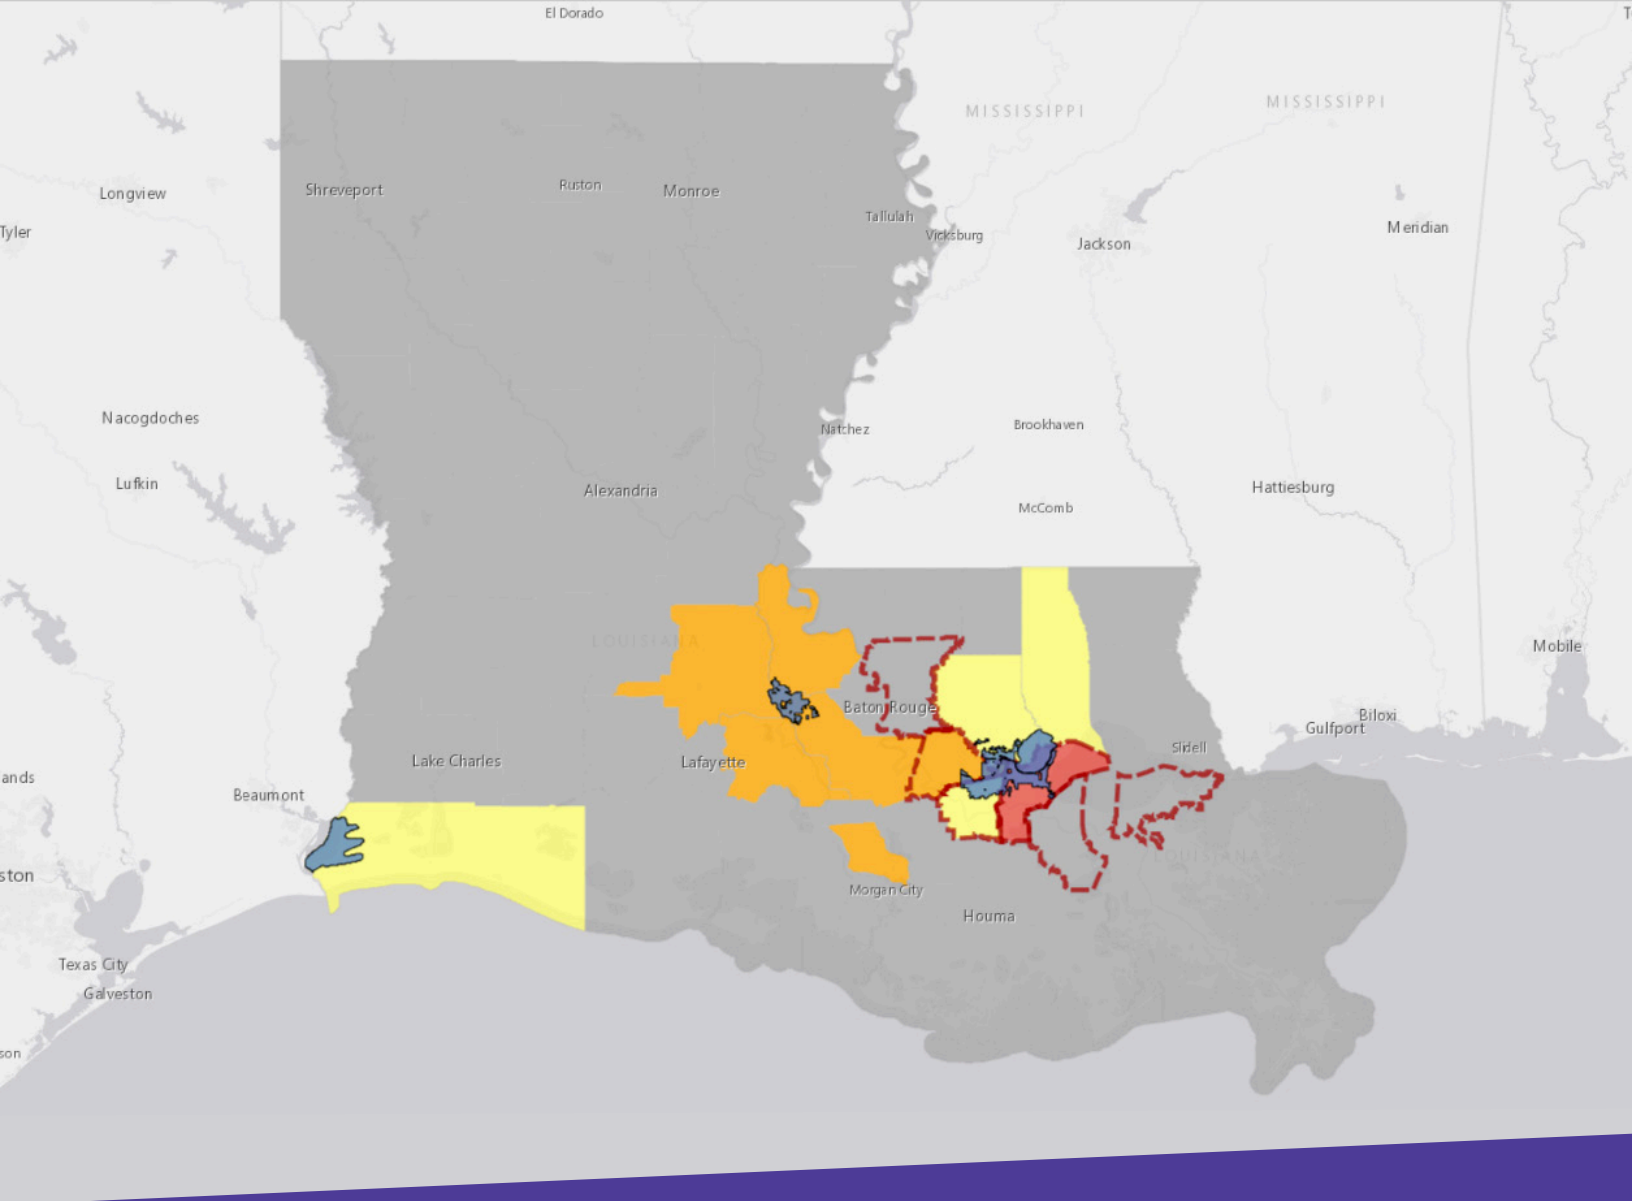 El Dorado
MISSISSIPPI
MISSISSIPPI
Longview
Shreveport
Ruston
Monroe
Tallulah
Vicksburg
Tyler
Jackson
Meridian
Nacogdoches
Natchez
Brookhaven
Lufkin
Alexandria
McComb
Hattiesburg
LOUISIANA
Mobile
Baton Rouge
Biloxi
Gulfport
Slidell
Lake Charles
Lafayette
ands
Beaumont
LOUISIANA
ston
Morgan City
Houma
Texas City
Galveston
son